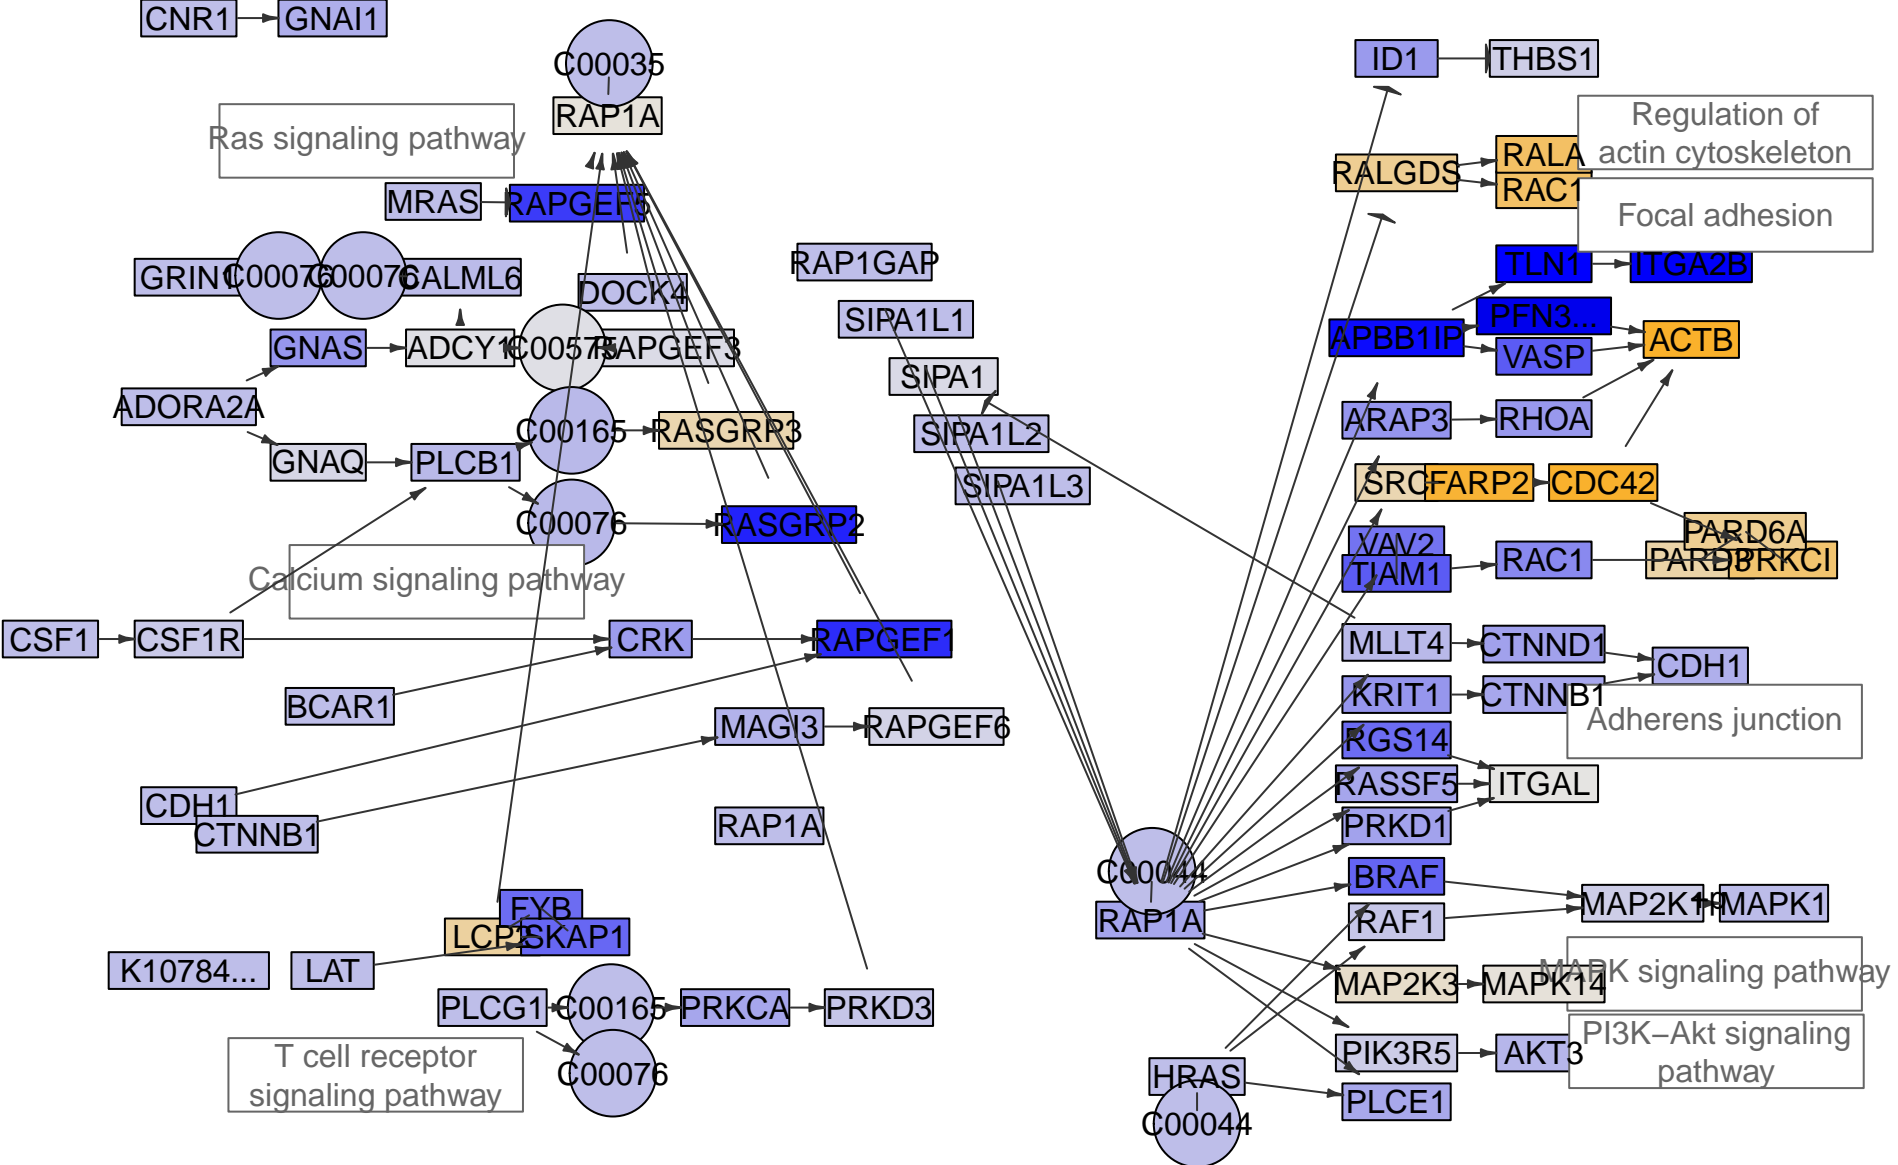 CNR1
GNAI1
C00035
RAP1A
Ras signaling pathway
MRAS
RAPGEF5
GRIN1
C00076
C00076
CALML6
DOCK4
GNAS
ADCY1
C00575
RAPGEF3
ADORA2A
C00165
RASGRP3
GNAQ
PLCB1
C00076
RASGRP2
Calcium signaling pathway
CSF1
CSF1R
CRK
RAPGEF1
BCAR1
MAGI3
RAPGEF6
CDH1
CTNNB1
RAP1A
FYB
LCP2
SKAP1
K10784...
LAT
PLCG1
C00165
PRKCA
PRKD3
C00076
T cell receptor
signaling pathway
RAP1GAP
SIPA1L1
SIPA1
SIPA1L2
SIPA1L3
C00044
RAP1A
HRAS
C00044
ID1
THBS1
Regulation of
actin cytoskeleton
RALGDS
RALA
RAC1
Focal adhesion
TLN1
ITGA2B
APBB1IP
PFN3...
VASP
ACTB
ARAP3
RHOA
SRC
FARP2
CDC42
VAV2
TIAM1
RAC1
PARD6A
PARD3
PRKCI
MLLT4
CTNND1
CDH1
KRIT1
CTNNB1
Adherens junction
RGS14
RASSF5
ITGAL
PRKD1
BRAF
RAF1
MAP2K1
+p
MAPK1
MAPK signaling pathway
MAP2K3
MAPK14
PIK3R5
AKT3
PI3K−Akt signaling
pathway
PLCE1